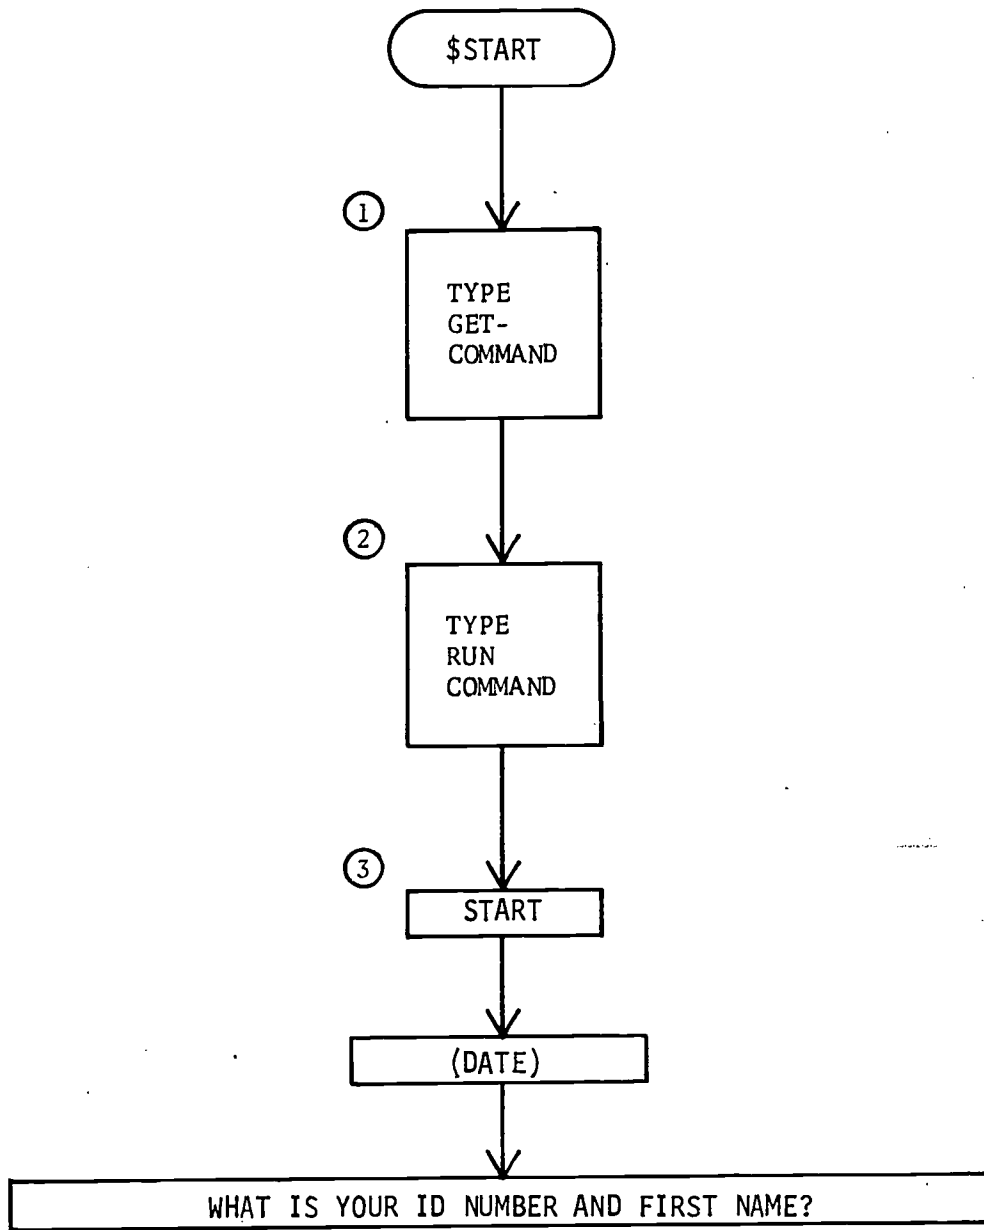 $START
1
TYPE
GET-
COMMAND
2
TYPE
RUN
COMMAND
3
START
(DATE)
WHAT IS YOUR ID NUMBER AND FIRST NAME?